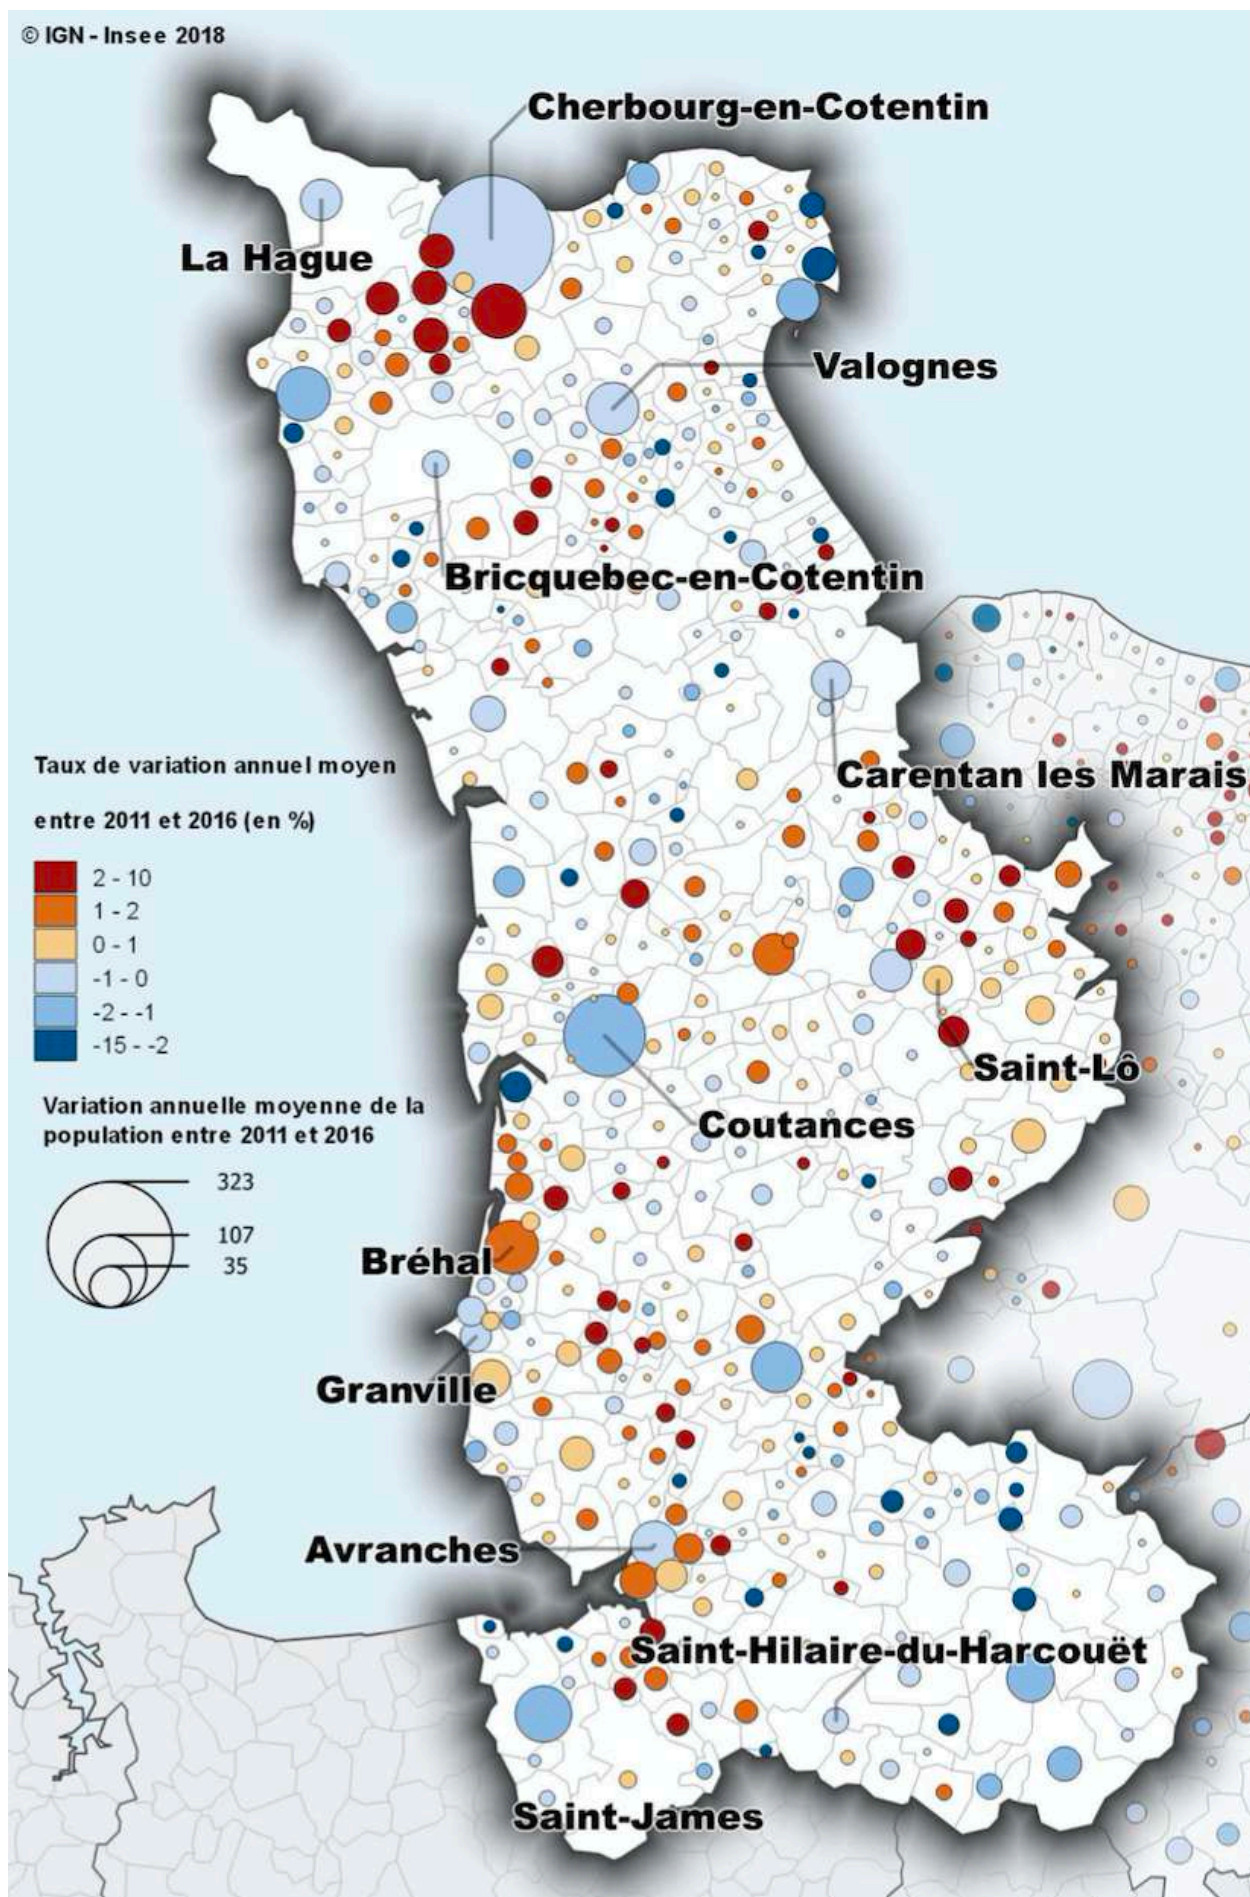 © IGN - Insee 2018
Cherbourg-en-Cotentin
La Hague
Valognes
Bricquebec-en-Cotentin
Carentan les Marais
Taux de variation annuel moyen
entre 2011 et 2016 (en %)
2 - 10
1 - 2
0 - 1
-1 - 0
-2 - -1
-15 - -2
Saint-Lô
Variation annuelle moyenne de la
population entre 2011 et 2016
323
107
35
Coutances
Bréhal
Granville
Avranches
Saint-Hilaire-du-Harcouët
Saint-James